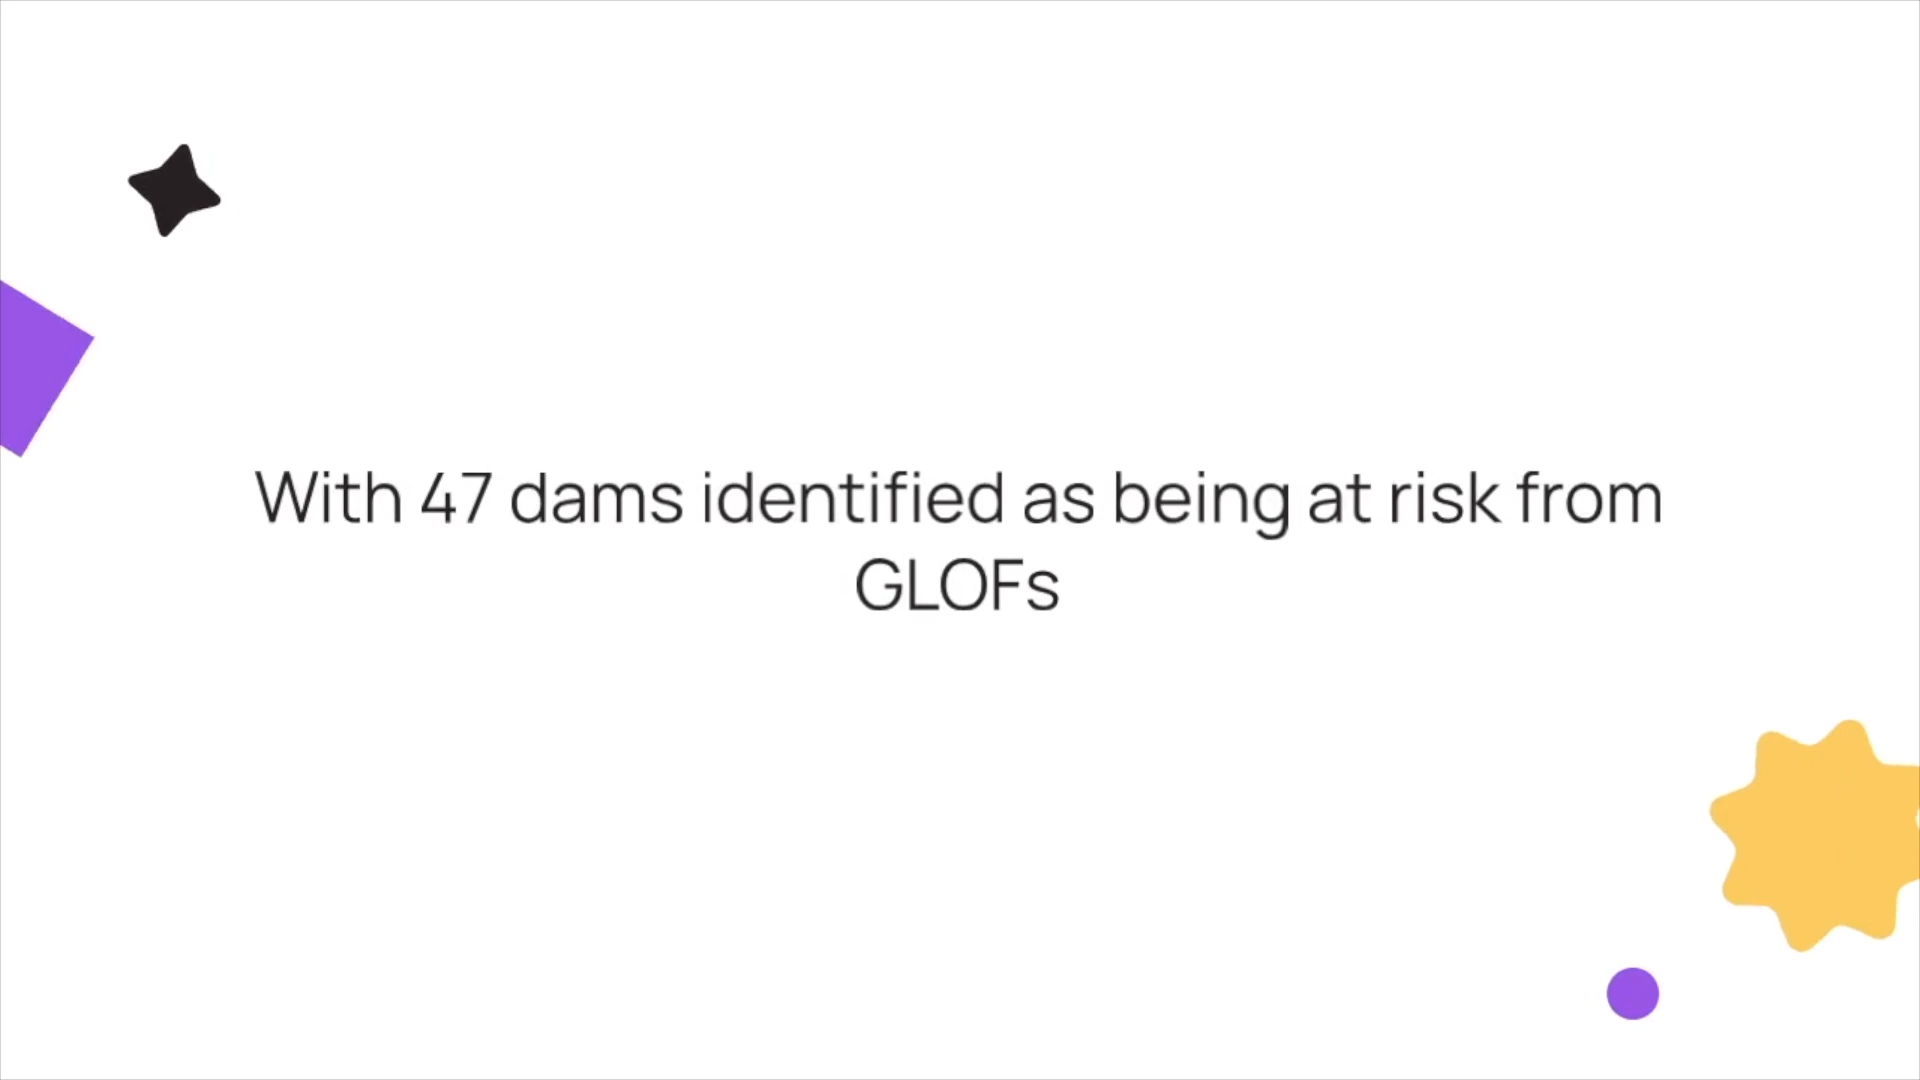 With 47 dams identified as being at risk from
GLOFs